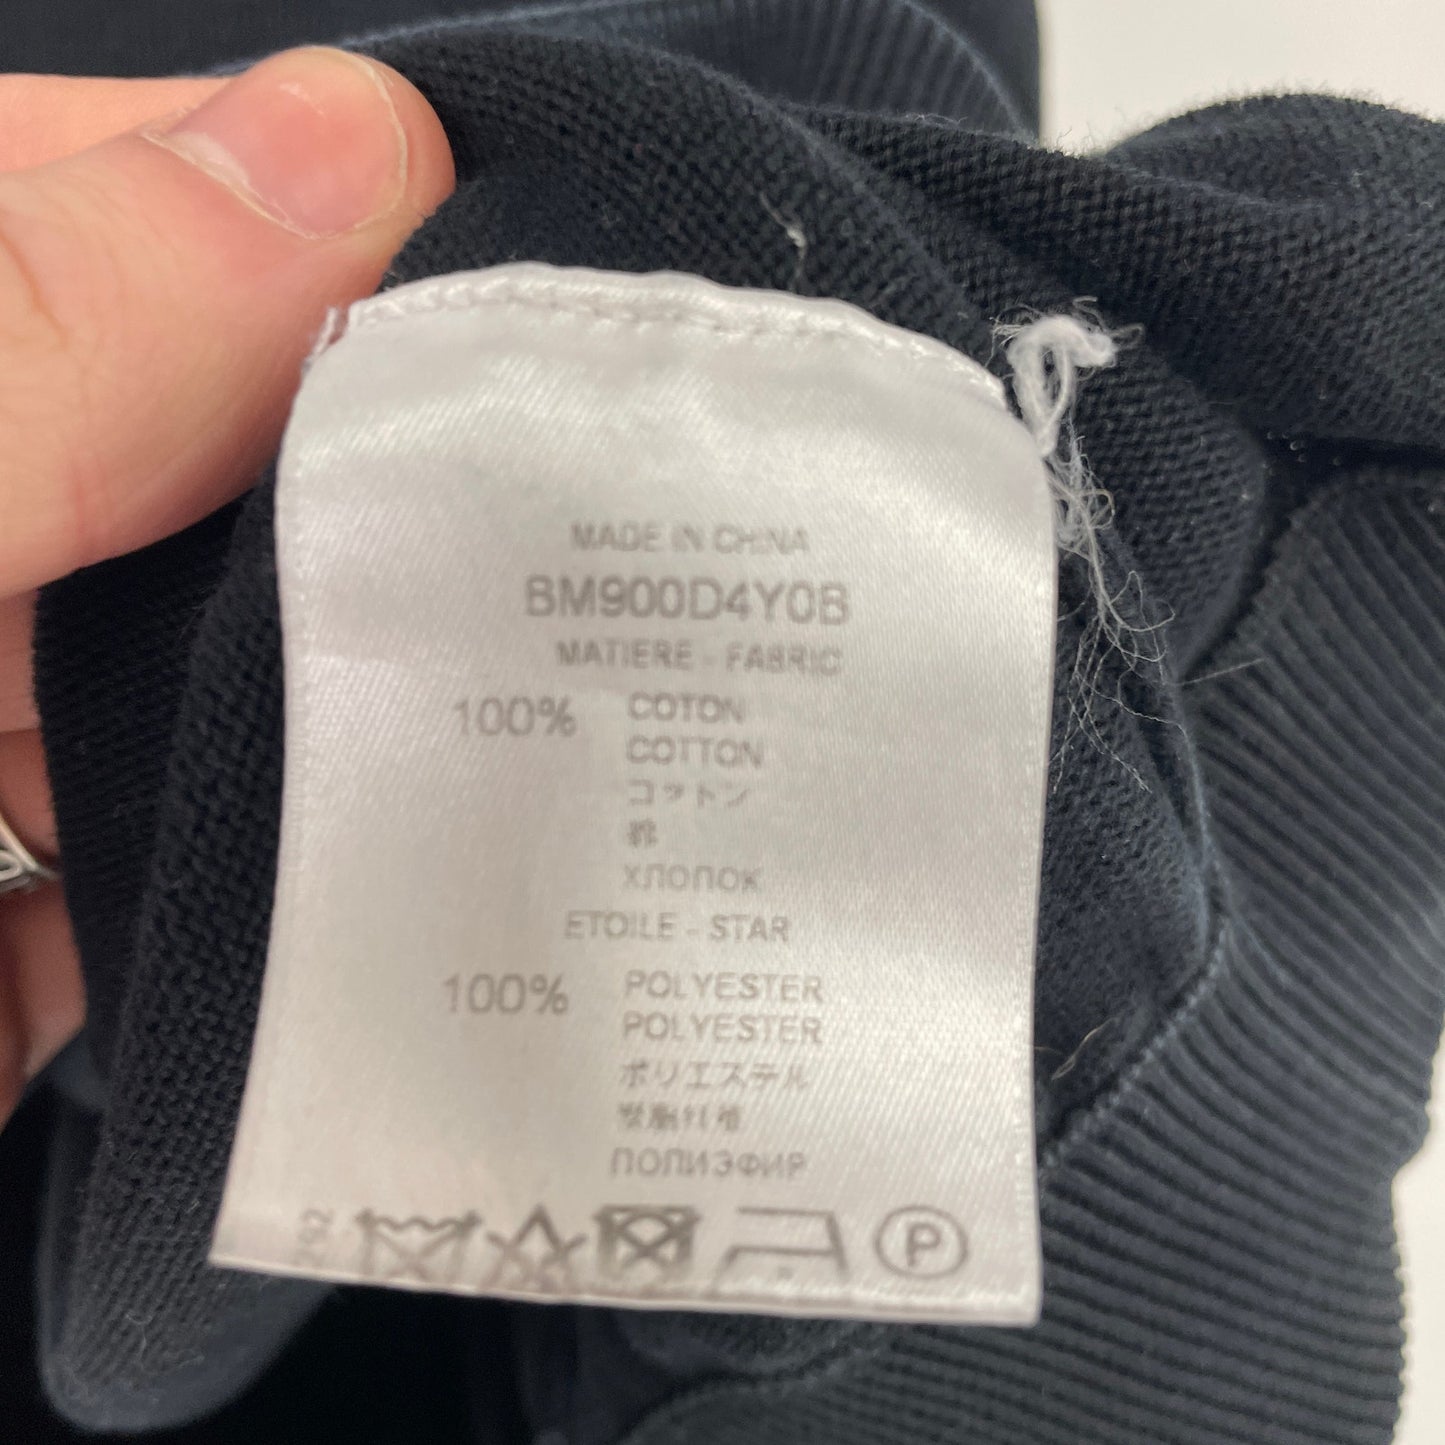 MADE IN CHINA
BM900D4Y0B
MATIERE - FABRIC
100% COTON
COTTON
コットン
棉
ХЛОПОК
ETOILE - STAR
100% POLYESTER
POLYESTER
ポリエステル
ПОЛИЭФИР
292
P